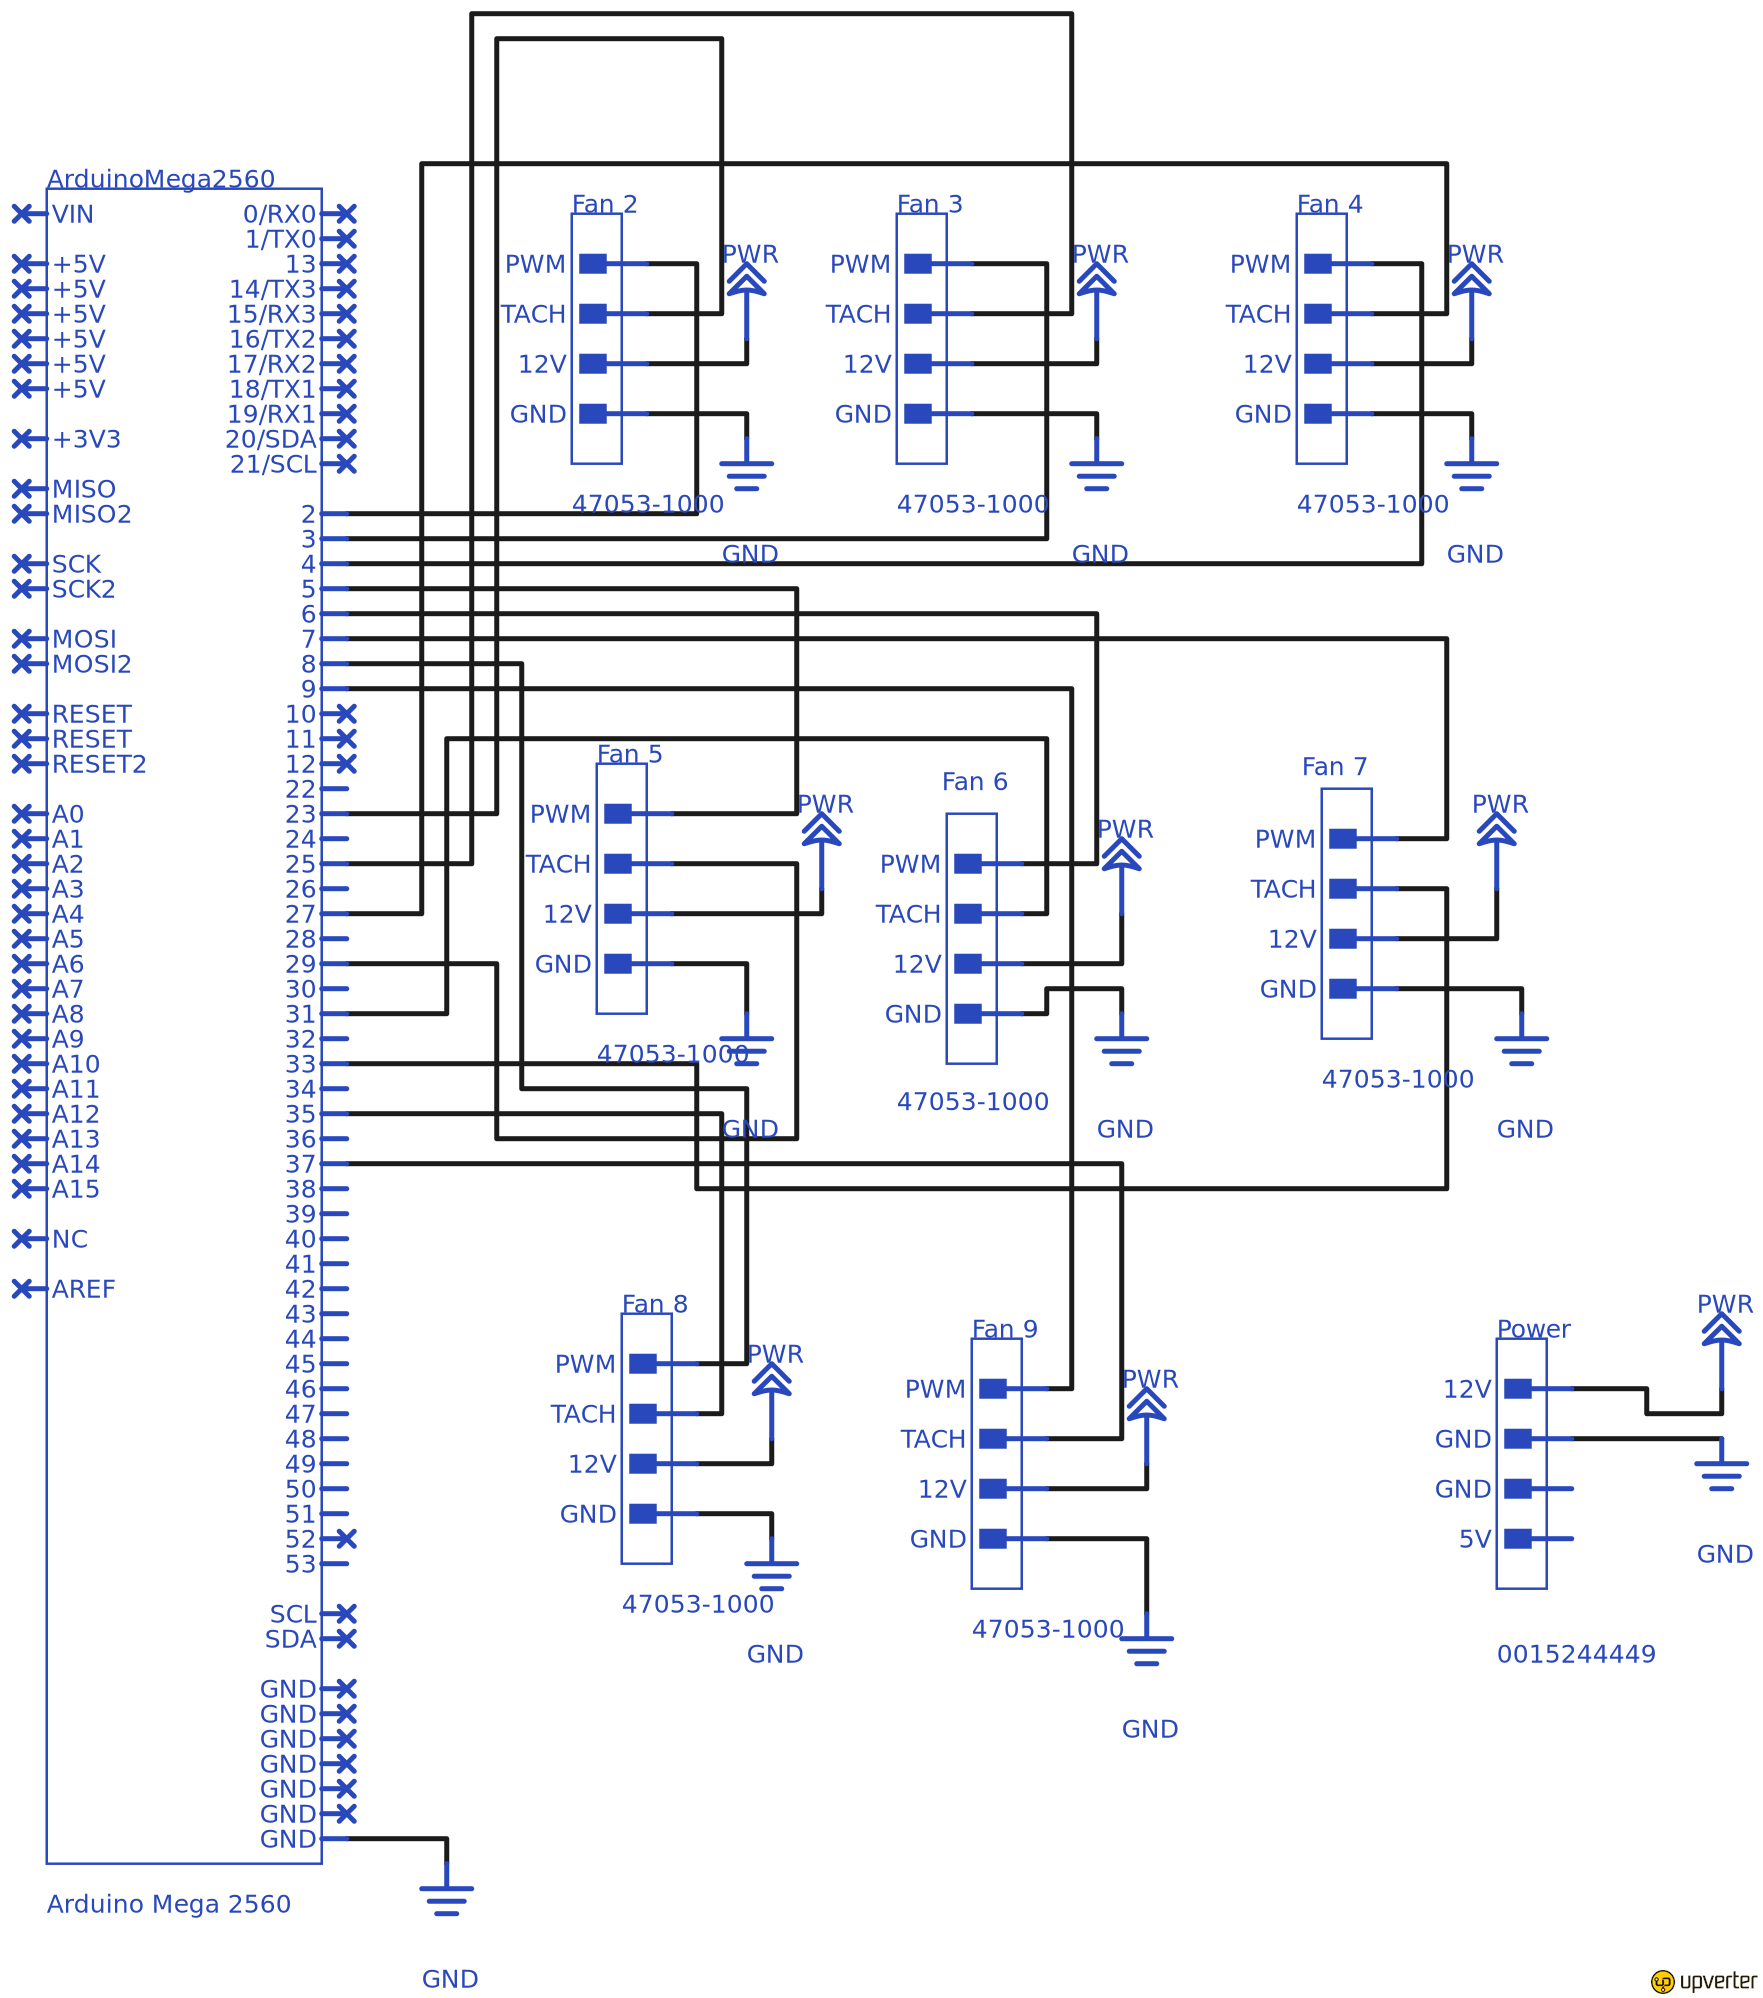 ArduinoMega2560
VIN
+5V
+5V
+5V
+5V
+5V
+5V
+3V3
MISO
MISO2
SCK
SCK2
MOSI
MOSI2
RESET
RESET
RESET2
A0
A1
A2
A3
A4
A5
A6
A7
A8
A9
A10
A11
A12
A13
A14
A15
NC
AREF
0/RX0
1/TX0
13
14/TX3
15/RX3
16/TX2
17/RX2
18/TX1
19/RX1
20/SDA
21/SCL
2
3
4
5
6
7
8
9
10
11
12
22
23
24
25
26
27
28
29
30
31
32
33
34
35
36
37
38
39
40
41
42
43
44
45
46
47
48
49
50
51
52
53
SCL
SDA
GND
GND
GND
GND
GND
GND
GND
Arduino Mega 2560
GND
Fan 2
PWM
TACH
12V
GND
47053-1000
PWR
GND
Fan 3
PWM
TACH
12V
GND
47053-1000
PWR
GND
Fan 4
PWM
TACH
12V
GND
47053-1000
PWR
GND
Fan 5
PWM
TACH
12V
GND
47053-1000
PWR
GND
Fan 6
PWM
TACH
12V
GND
47053-1000
PWR
GND
Fan 7
PWM
TACH
12V
GND
47053-1000
PWR
GND
Fan 8
PWM
TACH
12V
GND
47053-1000
PWR
GND
Fan 9
PWM
TACH
12V
GND
47053-1000
PWR
GND
Power
12V
GND
GND
5V
0015244449
PWR
GND
upverter